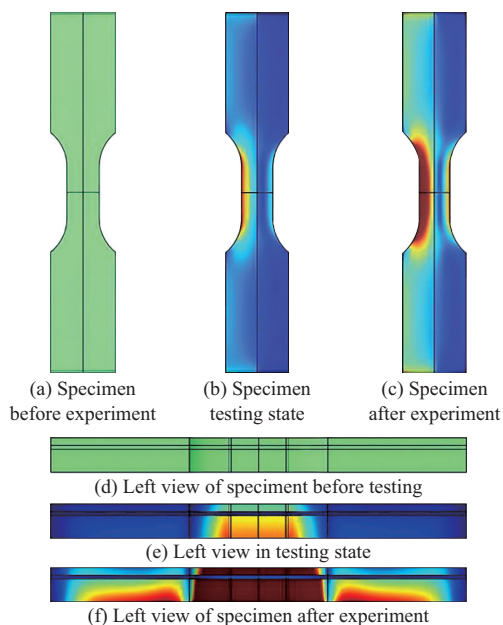 (a) Specimen
before experiment
(b) Specimen
testing state
(c) Specimen
after experiment
(d) Left view of speciment before testing
(e) Left view in testing state
(f) Left view of specimen after experiment